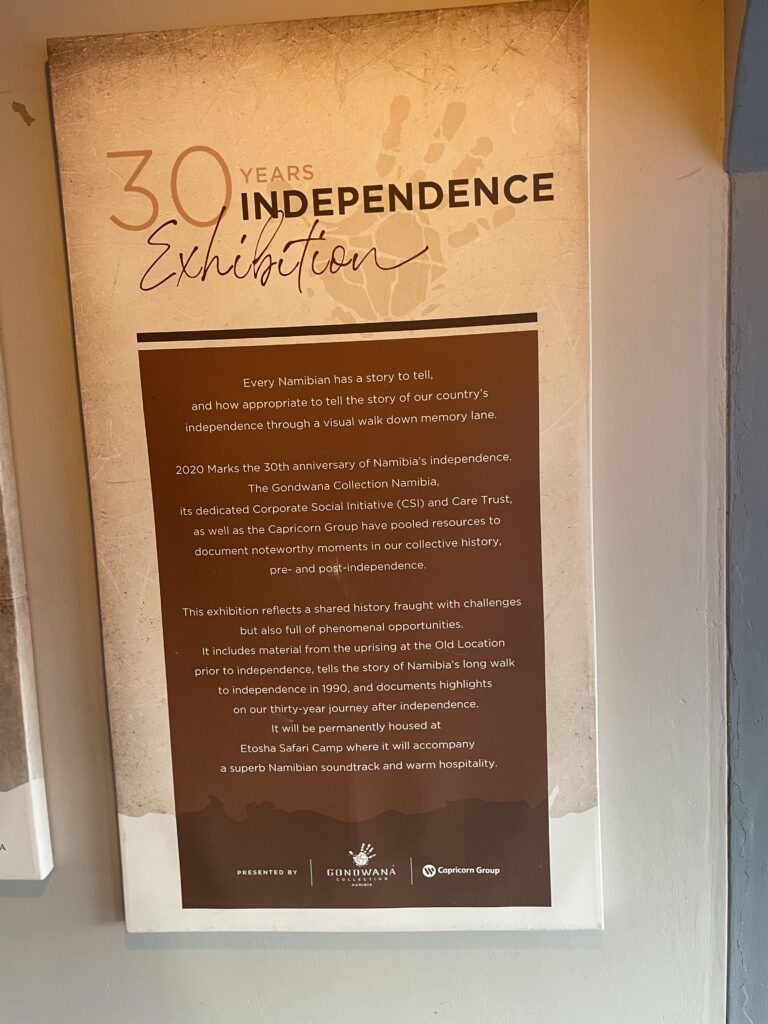 30 YEARS
INDEPENDENCE
Exhibition
Every Namibian has a story to tell,
and how appropriate to tell the story of our country's
independence through a visual walk down memory lane.
2020 Marks the 30th anniversary of Namibia's independence.
The Gondwana Collection Namibia,
its dedicated Corporate Social Initiative (CSI) and Care Trust,
as well as the Capricorn Group have pooled resources to
document noteworthy moments in our collective history,
pre- and post-independence.
This exhibition reflects a shared history fraught with challenges
but also full of phenomenal opportunities.
It includes material from the uprising at the Old Location
prior to independence, tells the story of Namibia's long walk
to independence in 1990, and documents highlights
on our thirty-year journey after independence.
It will be permanently housed at
Etosha Safari Camp where it will accompany
a superb Namibian soundtrack and warm hospitality.
PRESENTED BY
GONDWANA
COLLECTION
NAMIBIA
Capricorn Group
A